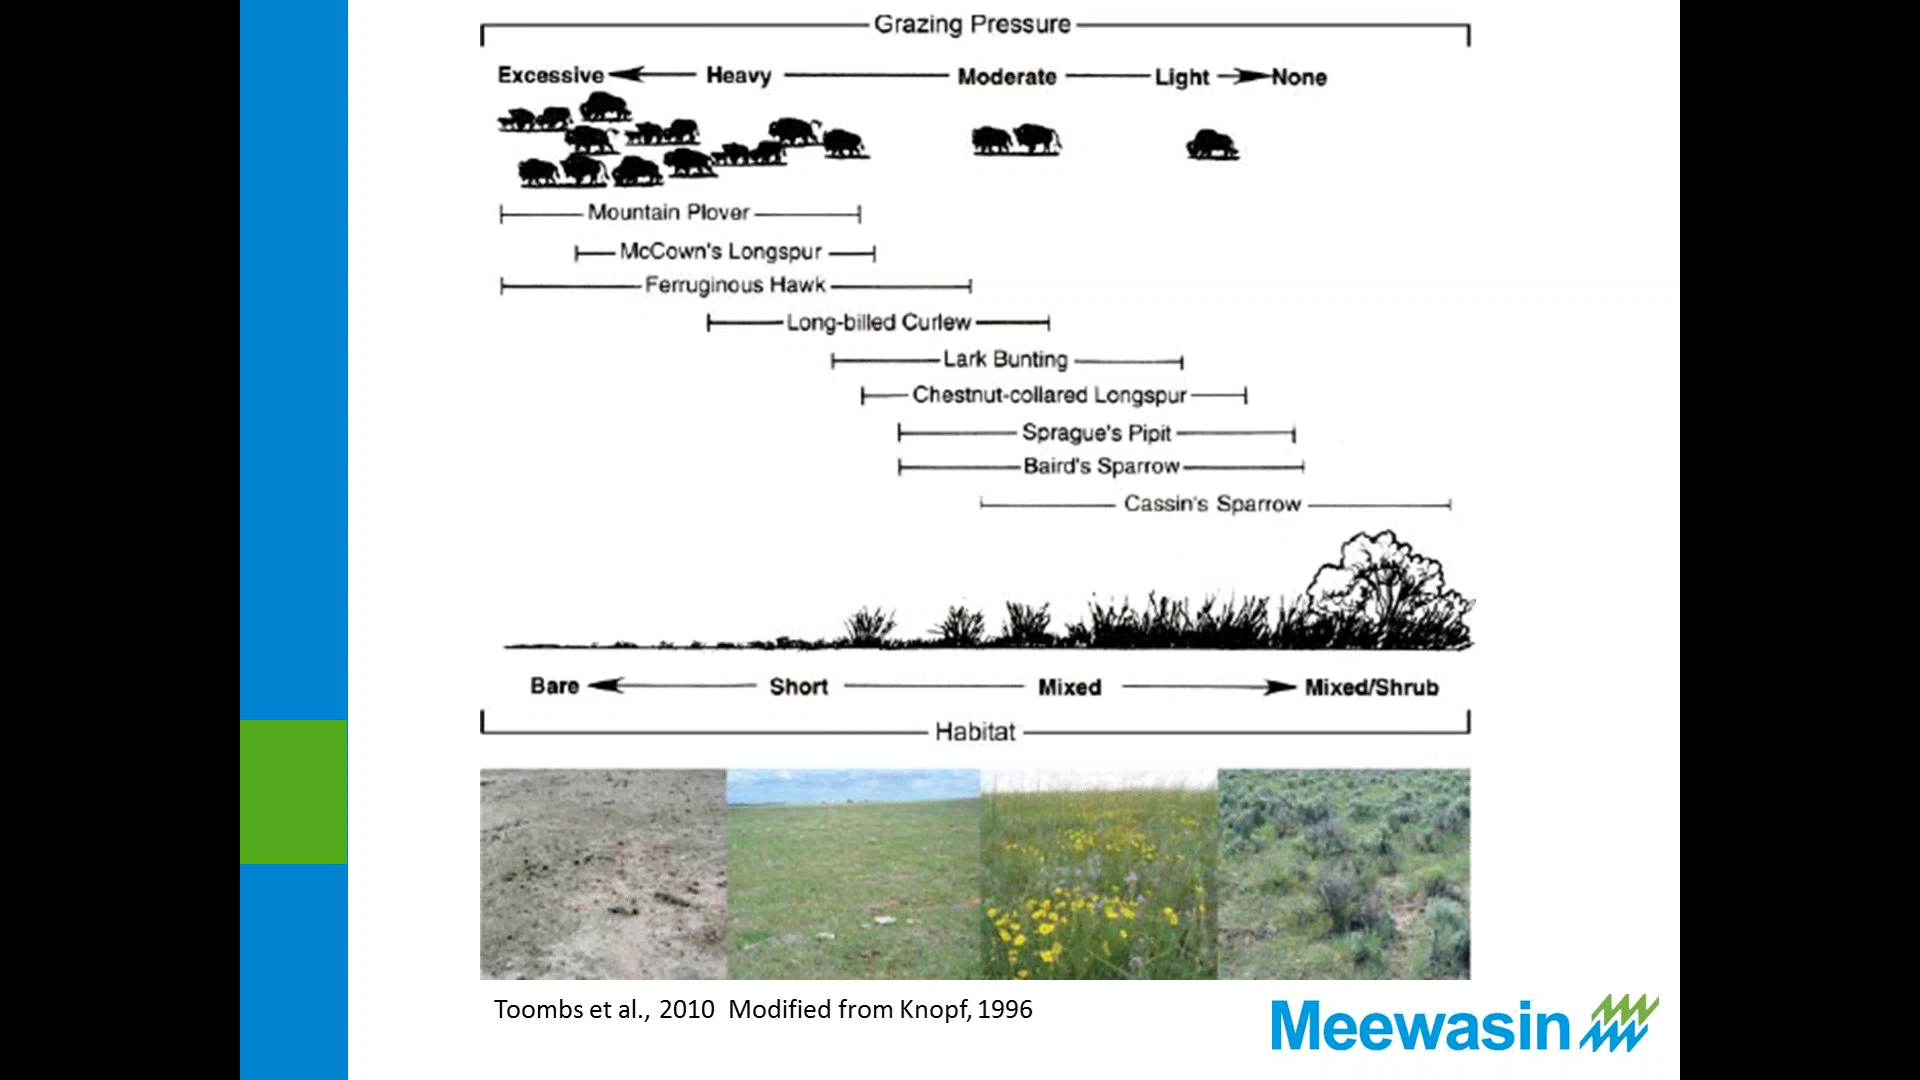 Grazing Pressure
Excessive Heavy Moderate Light None
Mountain Plover
McCown's Longspur
Ferruginous Hawk
Long-billed Curlew
Lark Bunting
Chestnut-collared Longspur
Sprague's Pipit
Baird's Sparrow
Cassin's Sparrow
Bare Short Mixed Mixed/Shrub
Habitat
Toombs et al., 2010 Modified from Knopf, 1996
Meewasin